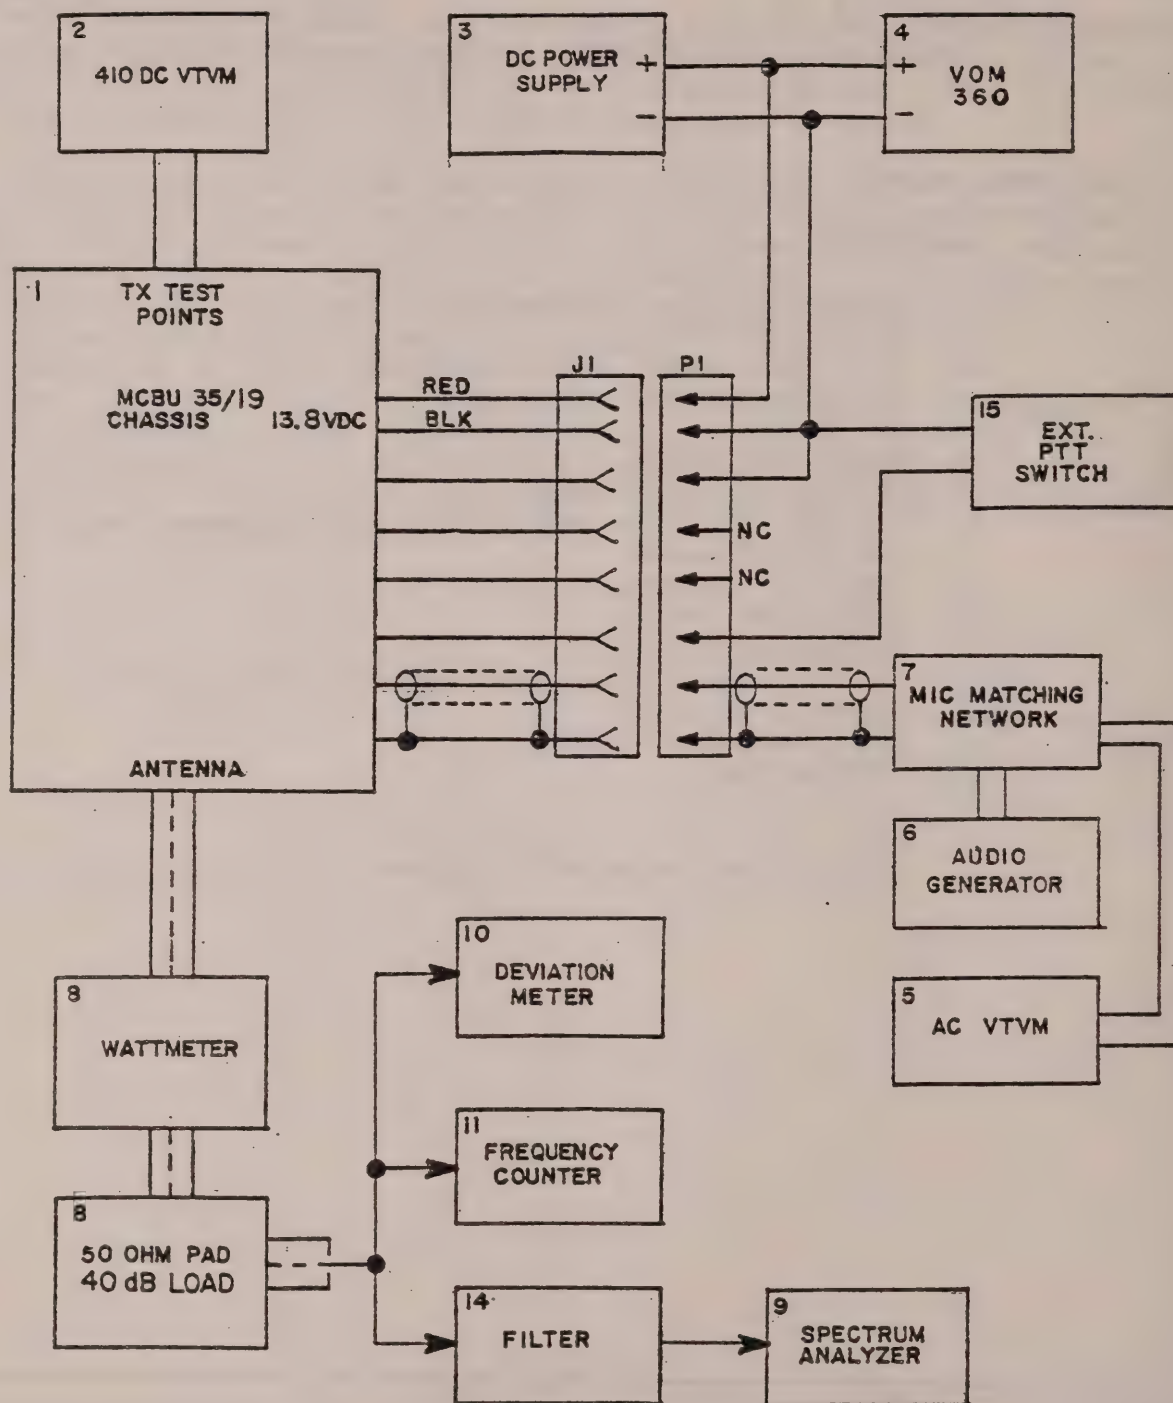 2
410 DC VTVM
3
DC POWER
SUPPLY
+
-
4
+
-
VOM
360
1
TX TEST
POINTS
MCBU 35/19
CHASSIS
13.8VDC
RED
BLK
J1
P1
NC
NC
15
EXT.
PTT
SWITCH
7
MIC MATCHING
NETWORK
6
AUDIO
GENERATOR
5
AC VTVM
ANTENNA
8
WATTMETER
8
50 OHM PAD
40 dB LOAD
10
DEVIATION
METER
11
FREQUENCY
COUNTER
14
FILTER
9
SPECTRUM
ANALYZER